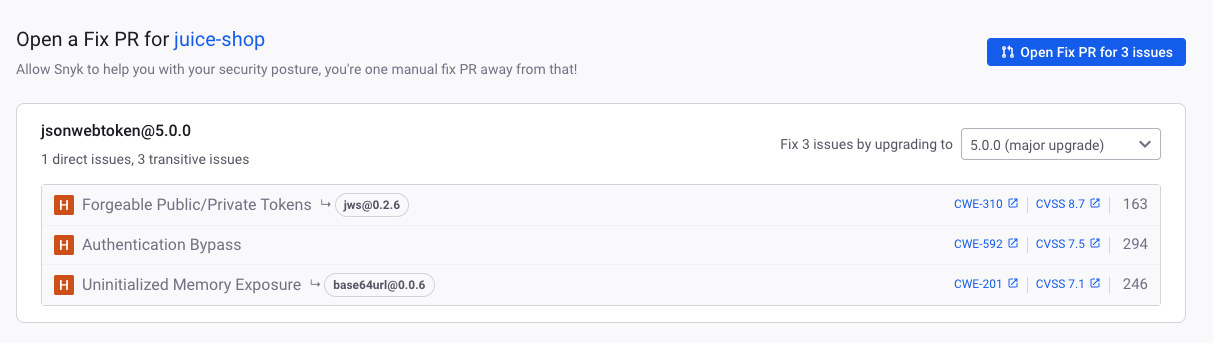 Open a Fix PR for juice-shop
Open Fix PR for 3 issues
Allow Snyk to help you with your security posture, you're one manual fix PR away from that!
jsonwebtoken@5.0.0
1 direct issues, 3 transitive issues
Fix 3 issues by upgrading to 5.0.0 (major upgrade)
H Forgeable Public/Private Tokens jws@0.2.6 CWE-310 CVSS 8.7 163
H Authentication Bypass CWE-592 CVSS 7.5 294
H Uninitialized Memory Exposure base64url@0.0.6 CWE-201 CVSS 7.1 246